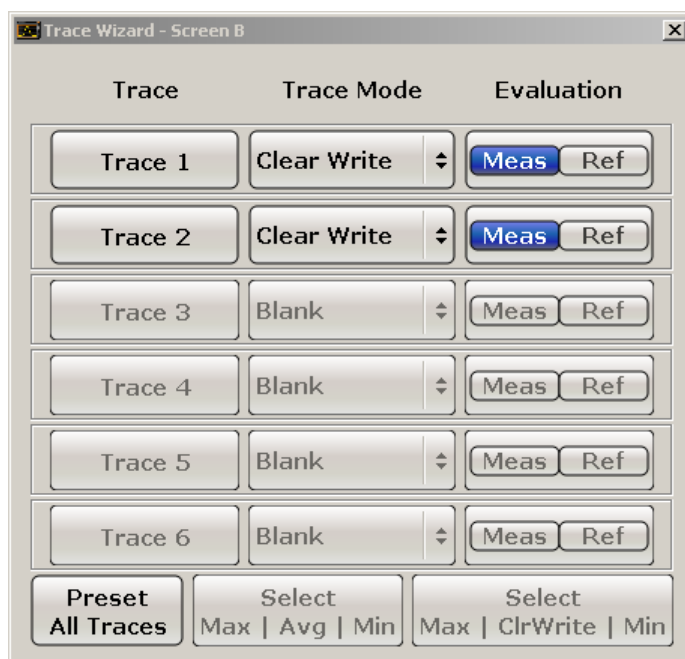 Trace Wizard - Screen B
Trace Trace Mode Evaluation
Trace 1 Clear Write Meas Ref
Trace 2 Clear Write Meas Ref
Trace 3 Blank Meas Ref
Trace 4 Blank Meas Ref
Trace 5 Blank Meas Ref
Trace 6 Blank Meas Ref
Preset Select Select
All Traces Max | Avg | Min Max | ClrWrite | Min